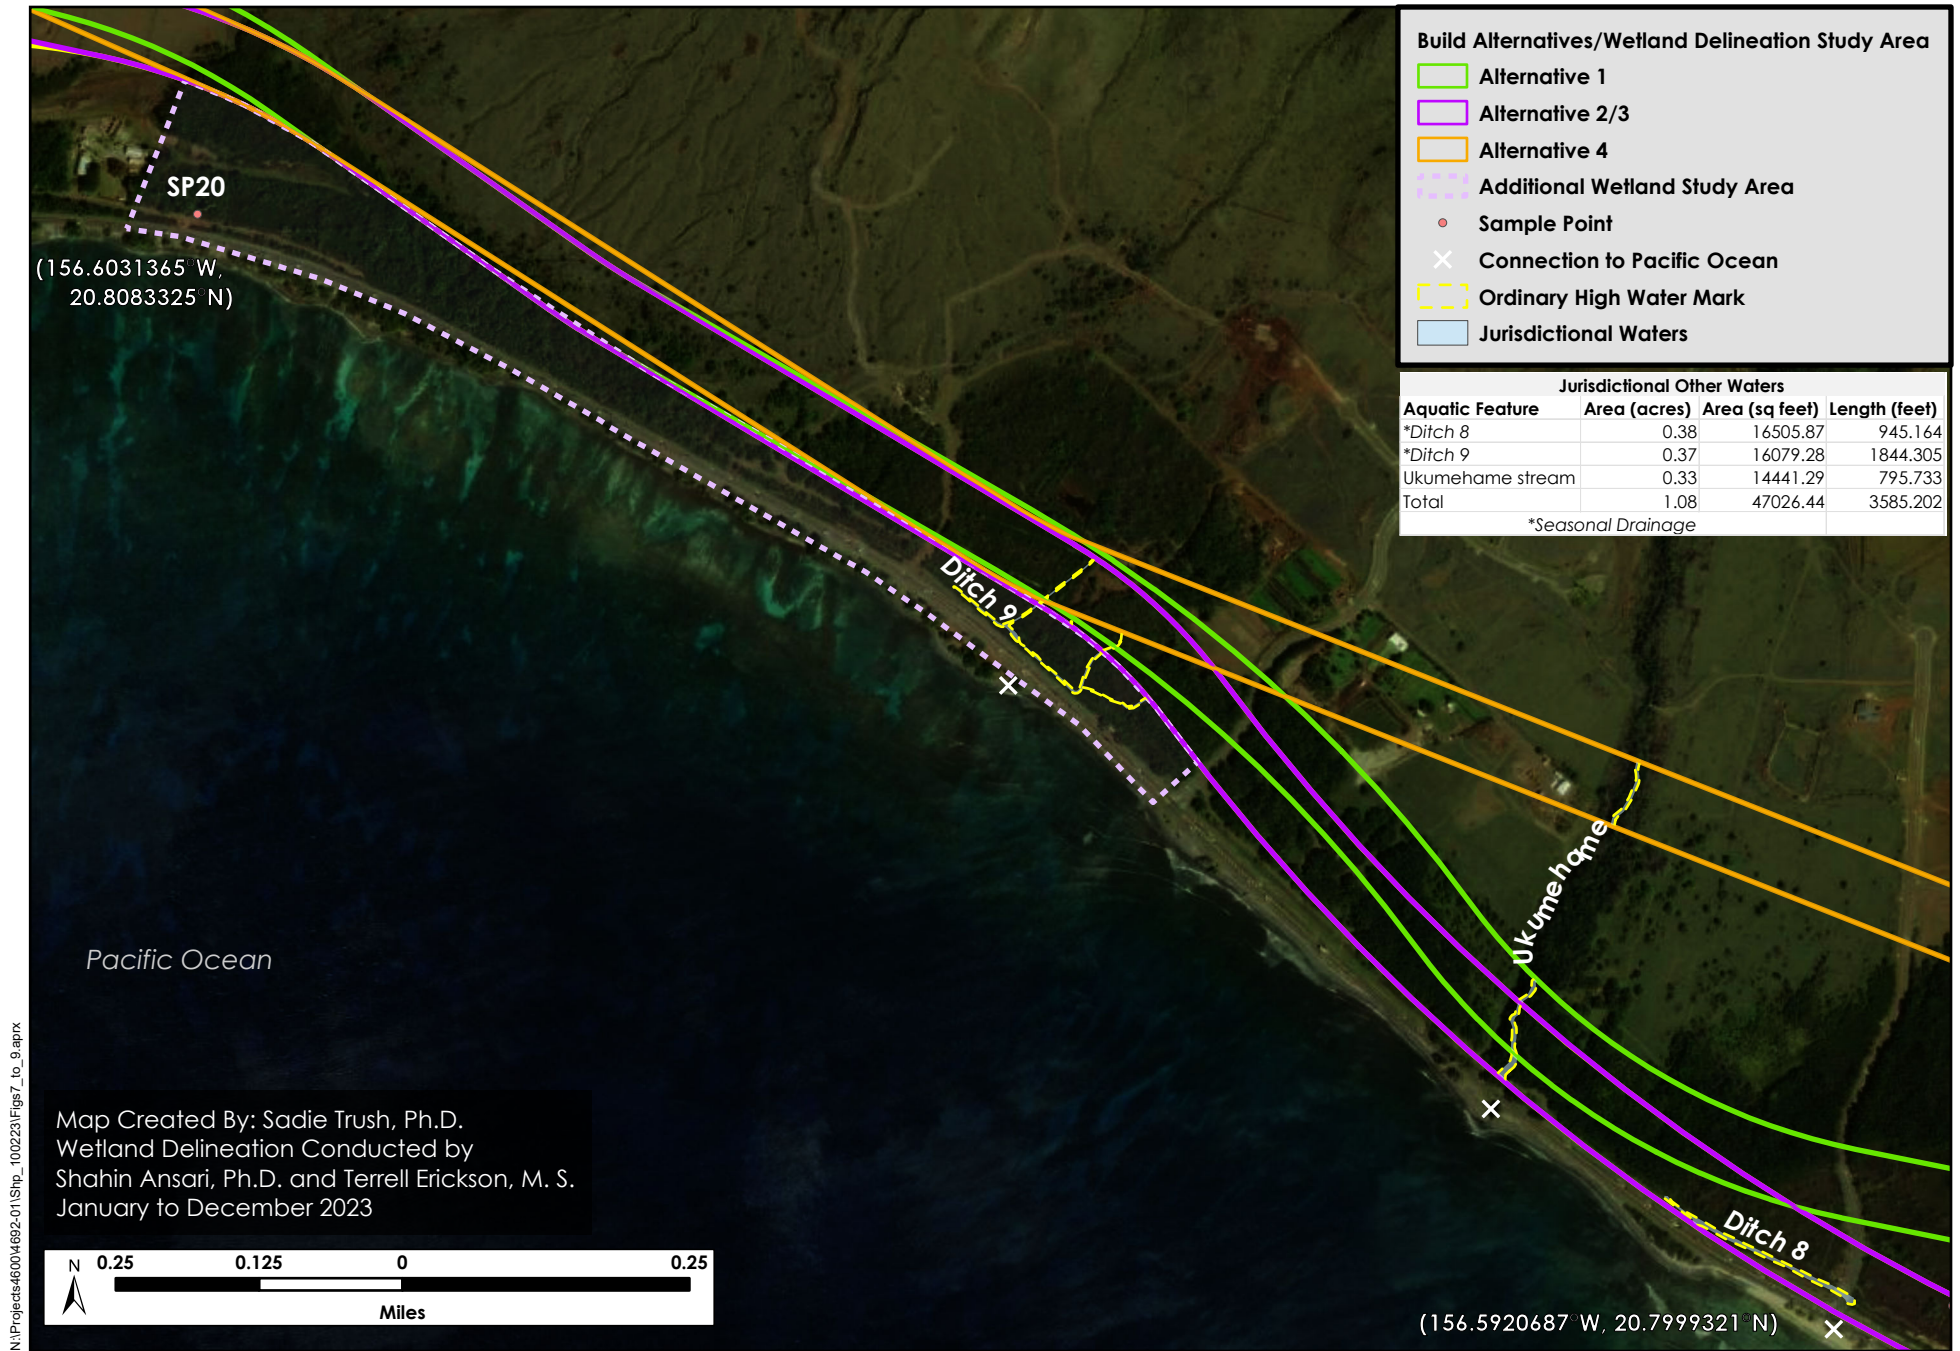 Build Alternatives/Wetland Delineation Study Area
Alternative 1
Alternative 2/3
Alternative 4
Additional Wetland Study Area
Sample Point
Connection to Pacific Ocean
Ordinary High Water Mark
Jurisdictional Waters
Jurisdictional Other Waters
Aquatic Feature Area (acres) Area (sq feet) Length (feet)
*Ditch 8 0.38 16505.87 945.164
*Ditch 9 0.37 16079.28 1844.305
Ukumehame stream 0.33 14441.29 795.733
Total 1.08 47026.44 3585.202
*Seasonal Drainage
SP20
(156.6031365°W,
20.8083325°N)
Ditch 9
Ukumehame
Ditch 8
Pacific Ocean
Map Created By: Sadie Trush, Ph.D.
Wetland Delineation Conducted by
Shahin Ansari, Ph.D. and Terrell Erickson, M. S.
January to December 2023
N 0.25 0.125 0 0.25
Miles
(156.5920687°W, 20.7999321°N)
N:\Projects4600\4692-01\Shp_100223\Figs7_to_9.aprx